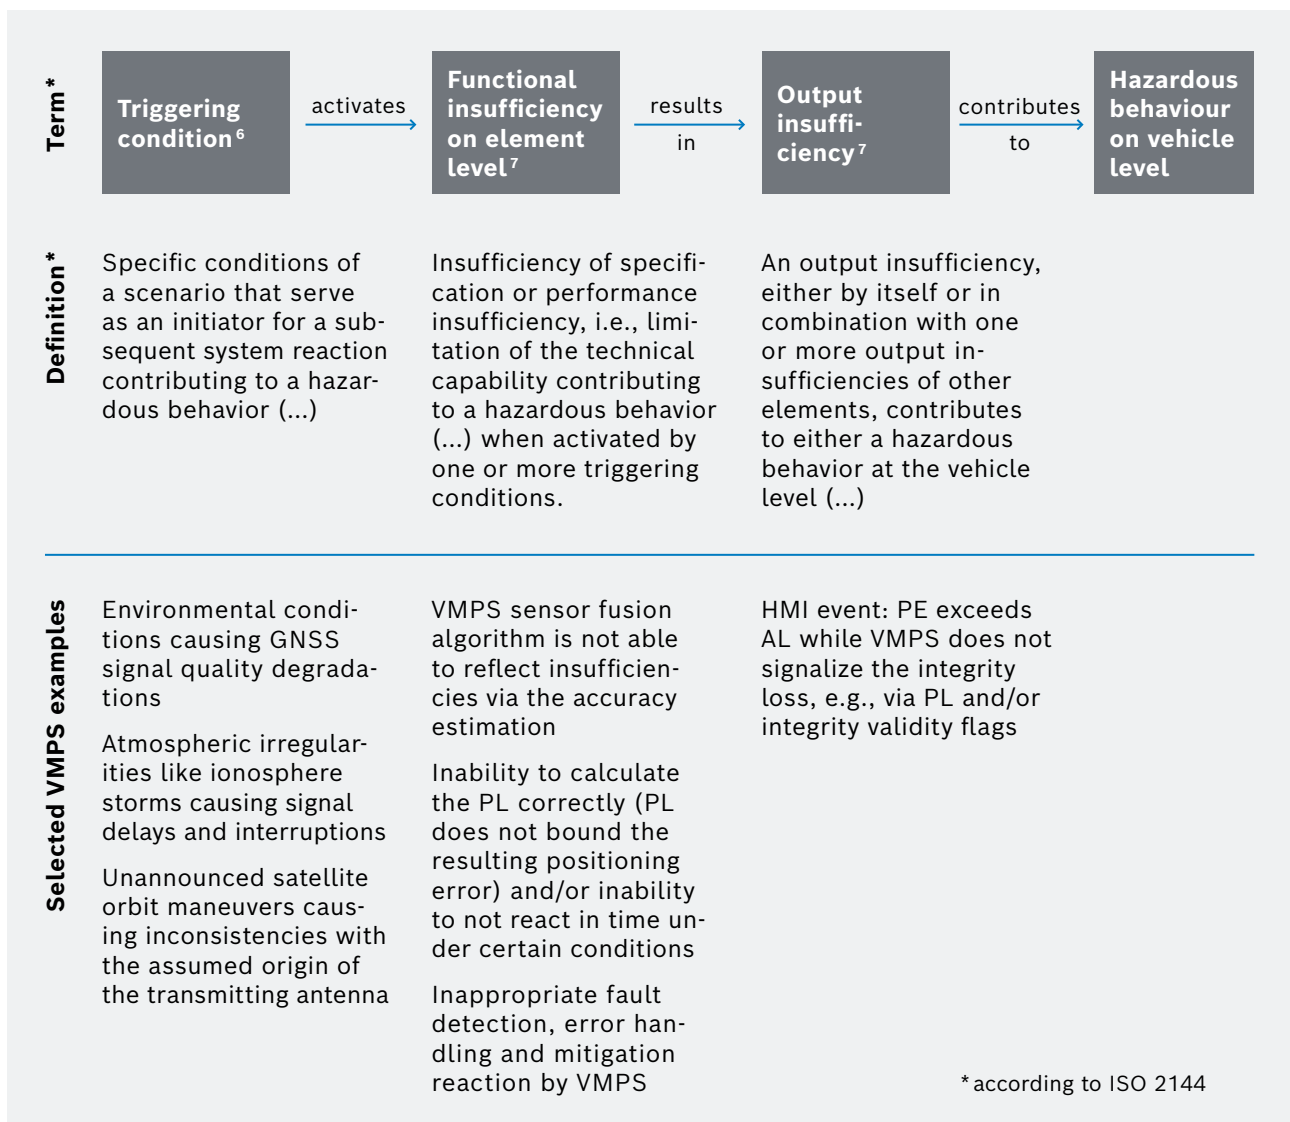 Term*
Triggering
condition 6
activates
Functional
insufficiency
on element
level 7
results
in
Output
insuffi-
ciency 7
contributes
to
Hazardous
behaviour
on vehicle
level
Definition*
Specific conditions of
a scenario that serve
as an initiator for a sub-
sequent system reaction
contributing to a hazar-
dous behavior (...)
Insufficiency of specifi-
cation or performance
insufficiency, i.e., limi-
tation of the technical
capability contributing
to a hazardous behavior
(...) when activated by
one or more triggering
conditions.
An output insufficiency,
either by itself or in
combination with one
or more output in-
sufficiencies of other
elements, contributes
to either a hazardous
behavior at the vehicle
level (...)
Selected VMPS examples
Environmental condi-
tions causing GNSS
signal quality degrada-
tions
Atmospheric irregular-
ities like ionosphere
storms causing signal
delays and interruptions
Unannounced satellite
orbit maneuvers caus-
ing inconsistencies with
the assumed origin of
the transmitting antenna
VMPS sensor fusion
algorithm is not able
to reflect insufficien-
cies via the accuracy
estimation
Inability to calculate
the PL correctly (PL
does not bound the
resulting positioning
error) and/or inability
to not react in time un-
der certain conditions
Inappropriate fault
detection, error han-
dling and mitigation
reaction by VMPS
HMI event: PE exceeds
AL while VMPS does not
signalize the integrity
loss, e.g., via PL and/or
integrity validity flags
*according to ISO 2144